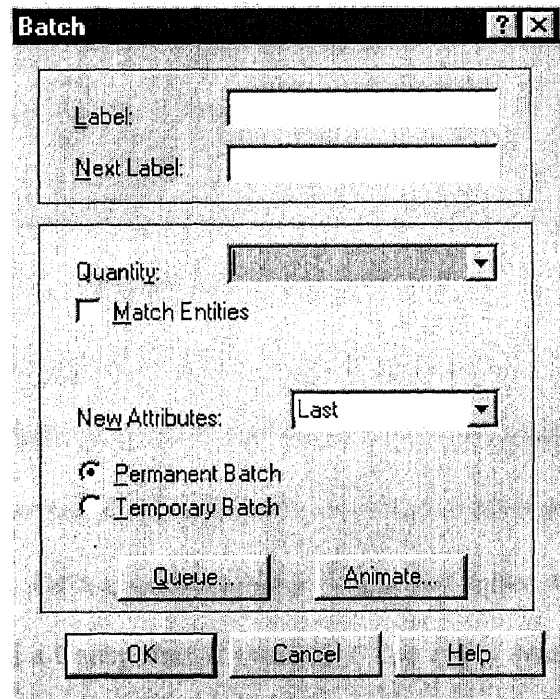 Batch
Label:
Next Label:
Quantity:
Match Entities
New Attributes: Last
Permanent Batch
Temporary Batch
Queue... Animate...
OK Cancel Help